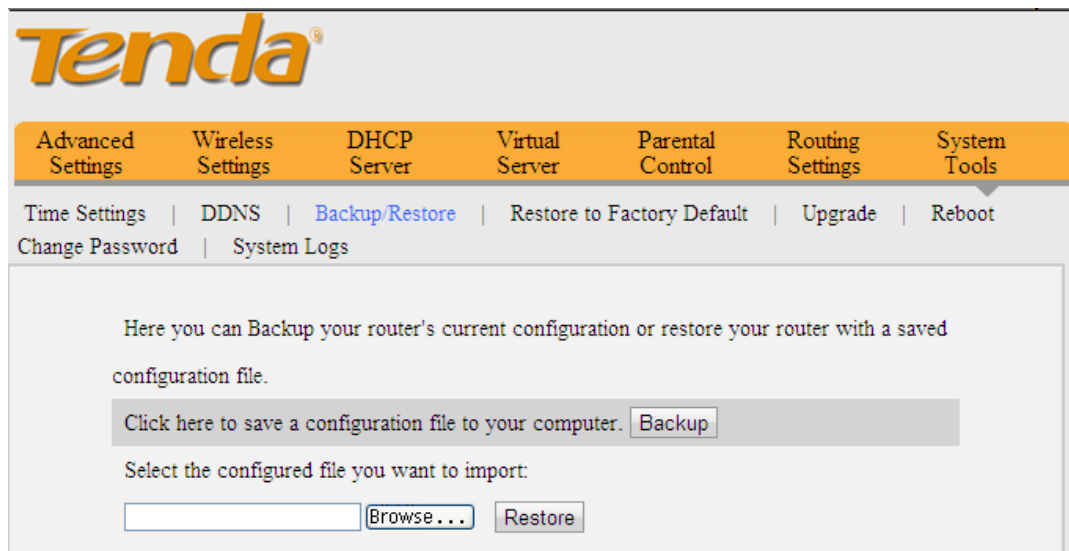 Tenda®
Advanced Settings Wireless Settings DHCP Server Virtual Server Parental Control Routing Settings System Tools
Time Settings | DDNS | Backup/Restore | Restore to Factory Default | Upgrade | Reboot
Change Password | System Logs
Here you can Backup your router's current configuration or restore your router with a saved
configuration file.
Click here to save a configuration file to your computer. Backup
Select the configured file you want to import:
Browse... Restore